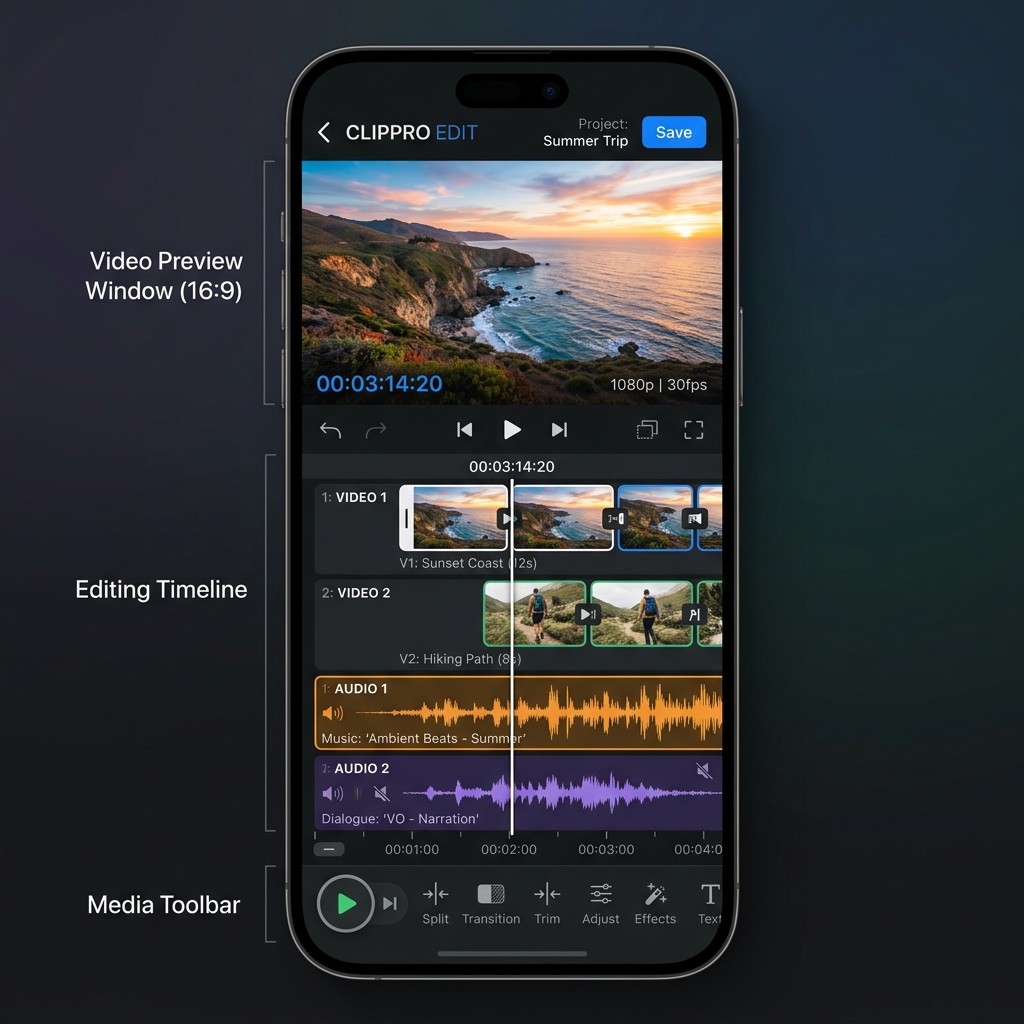 CLIPPRO EDIT
Project:
Summer Trip
Save
Video Preview
Window (16:9)
00:03:14:20
1080p | 30fps
00:03:14:20
Editing Timeline
1: VIDEO 1
V1: Sunset Coast (12s)
2: VIDEO 2
V2: Hiking Path (8s)
1: AUDIO 1
Music: 'Ambient Beats - Summer'
AUDIO 2
Dialogue: 'VO - Narration'
00:01:00
00:02:00
00:03:00
00:04:0
Media Toolbar
Split
Transition
Trim
Adjust
Effects
Text